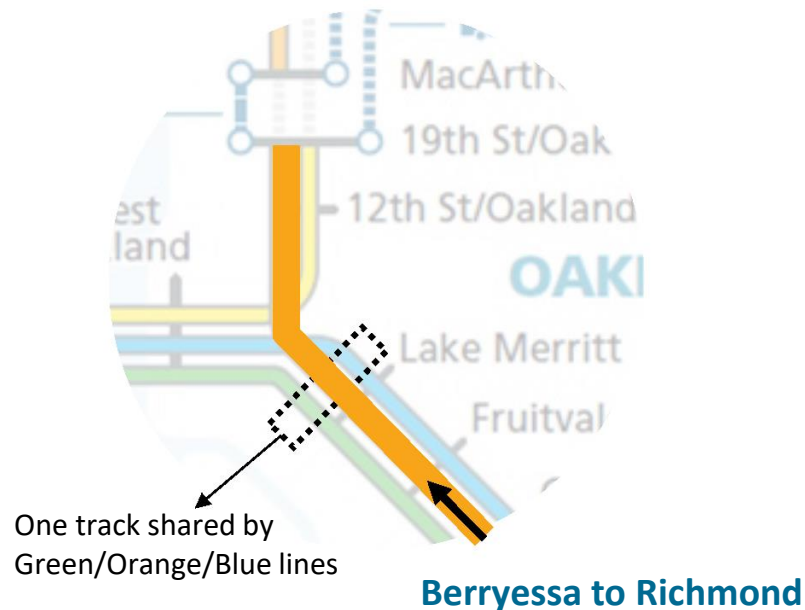 MacArth
19th St/Oak
12th St/Oakland
est
land
OAK
Lake Merritt
Fruitval
One track shared by
Green/Orange/Blue lines
Berryessa to Richmond